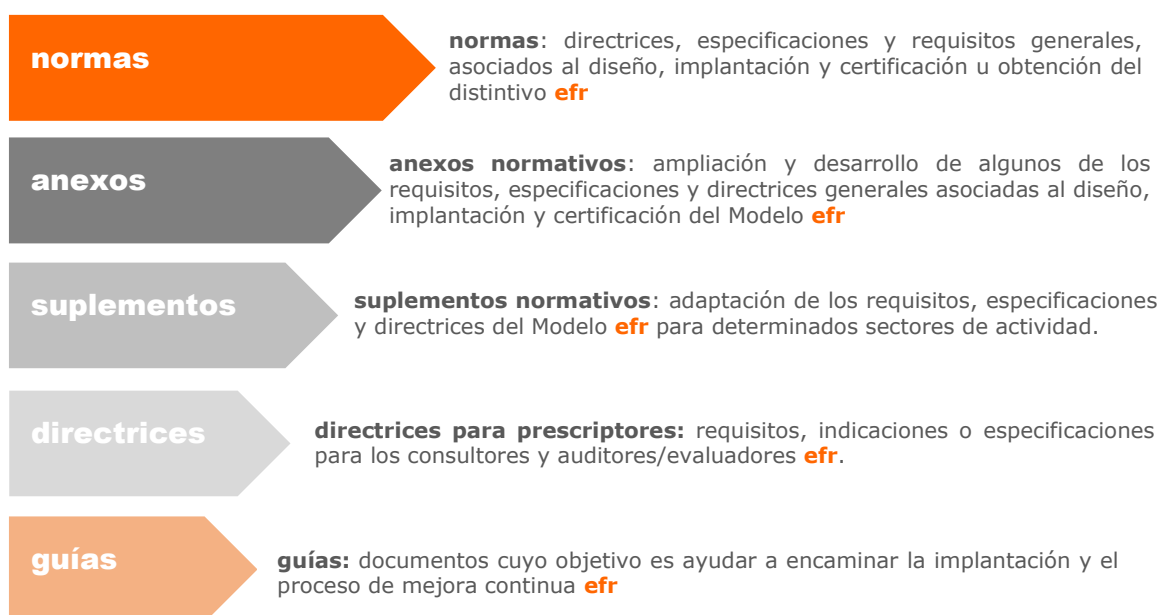 normas
normas: directrices, especificaciones y requisitos generales,
asociados al diseño, implantación y certificación u obtención del
distintivo efr
anexos
anexos normativos: ampliación y desarrollo de algunos de los
requisitos, especificaciones y directrices generales asociadas al diseño,
implantación y certificación del Modelo efr
suplementos
suplementos normativos: adaptación de los requisitos, especificaciones
y directrices del Modelo efr para determinados sectores de actividad.
directrices
directrices para prescriptores: requisitos, indicaciones o especificaciones
para los consultores y auditores/evaluadores efr.
guías
guías: documentos cuyo objetivo es ayudar a encaminar la implantación y el
proceso de mejora continua efr